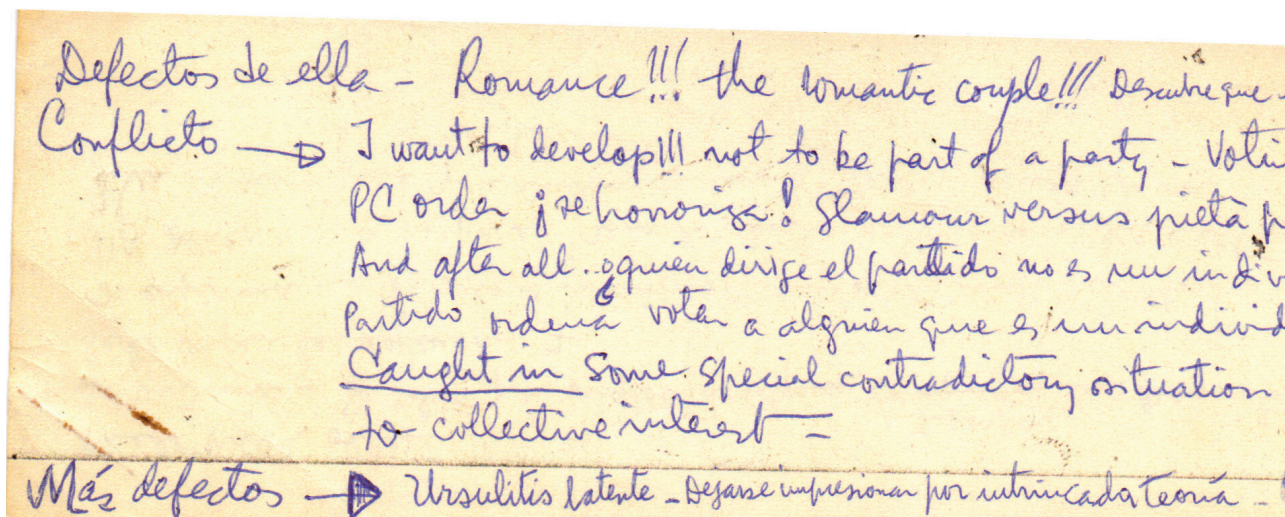 Defectos de ella - Romance!!! the romantic couple!!! Descubre que -
Conflicto → I want to develop!!! not to be part of a party - Voti
PC order ¡se horroriza! Glamour versus pietà p
And after all. ¿quién dirige el partido no es un indiv
Partido ordena votar a alguien que es un individ
Caught in some special contradictory situation
to collective interest -
Más defectos → Ursulitis latente - Dejarse impresionar por intrincada teoría -